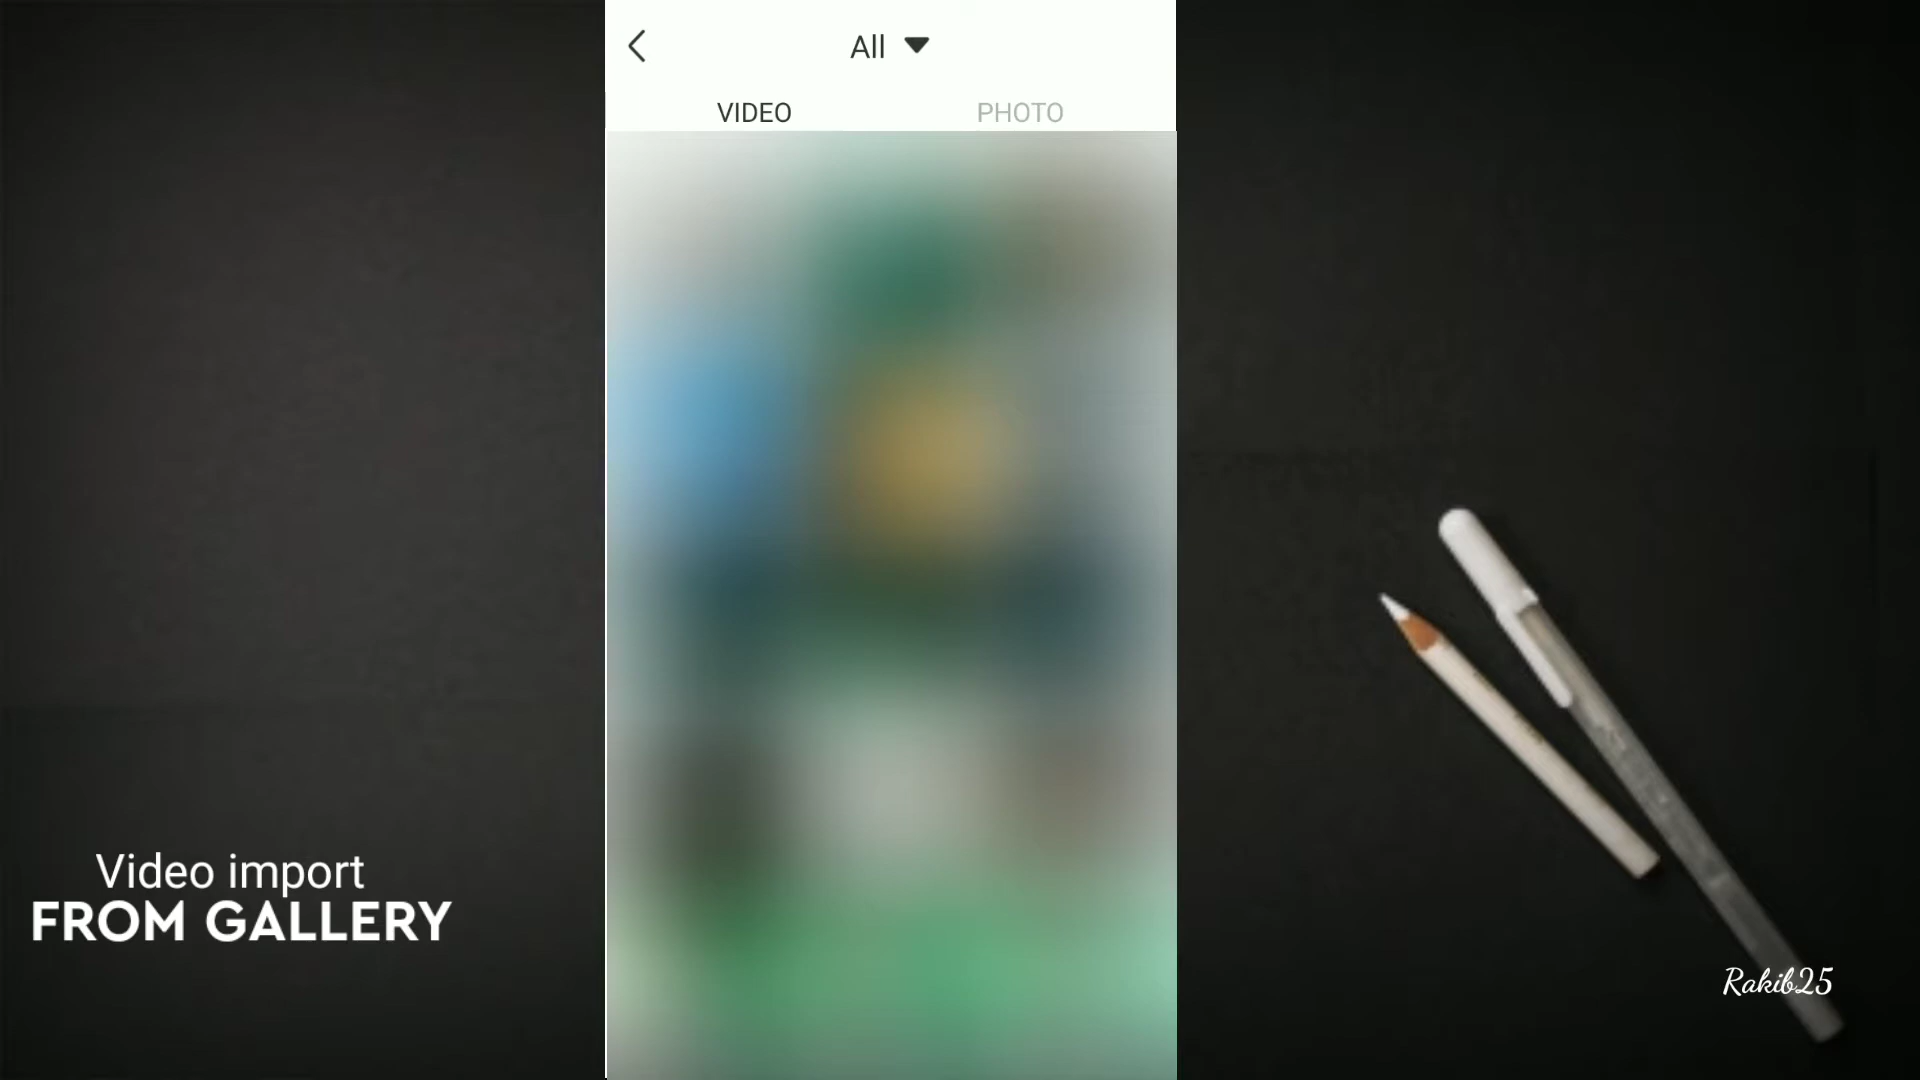 All
VIDEO PHOTO
Video import
FROM GALLERY
Rakib25